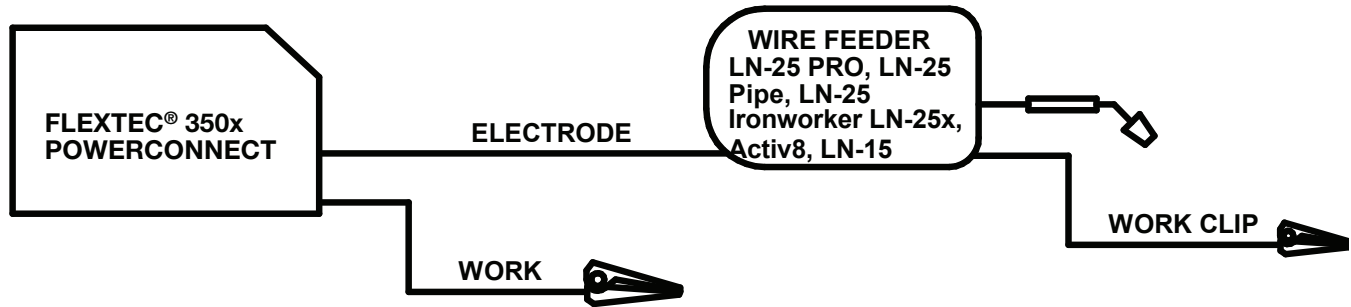 FLEXTEC® 350x
POWERCONNECT
ELECTRODE
WORK
WIRE FEEDER
LN-25 PRO, LN-25
Pipe, LN-25
Ironworker LN-25x,
Activ8, LN-15
WORK CLIP